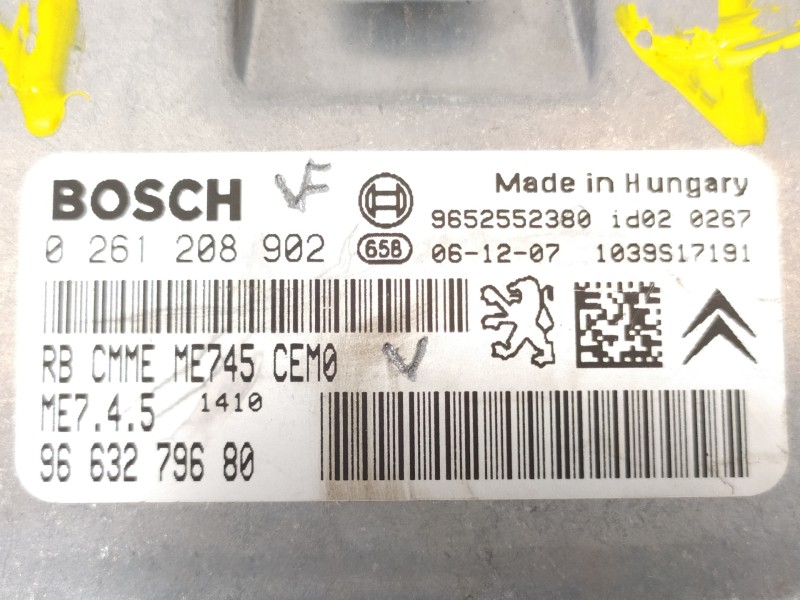 BOSCH VF Made in Hungary
9652552380 id02 0267
0 261 208 902 658 06-12-07 1039S17191
RB CMME ME745 CEM0 V
ME7.4.5 1410
96 632 796 80